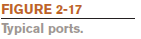 FIGURE 2-17
Typical ports.